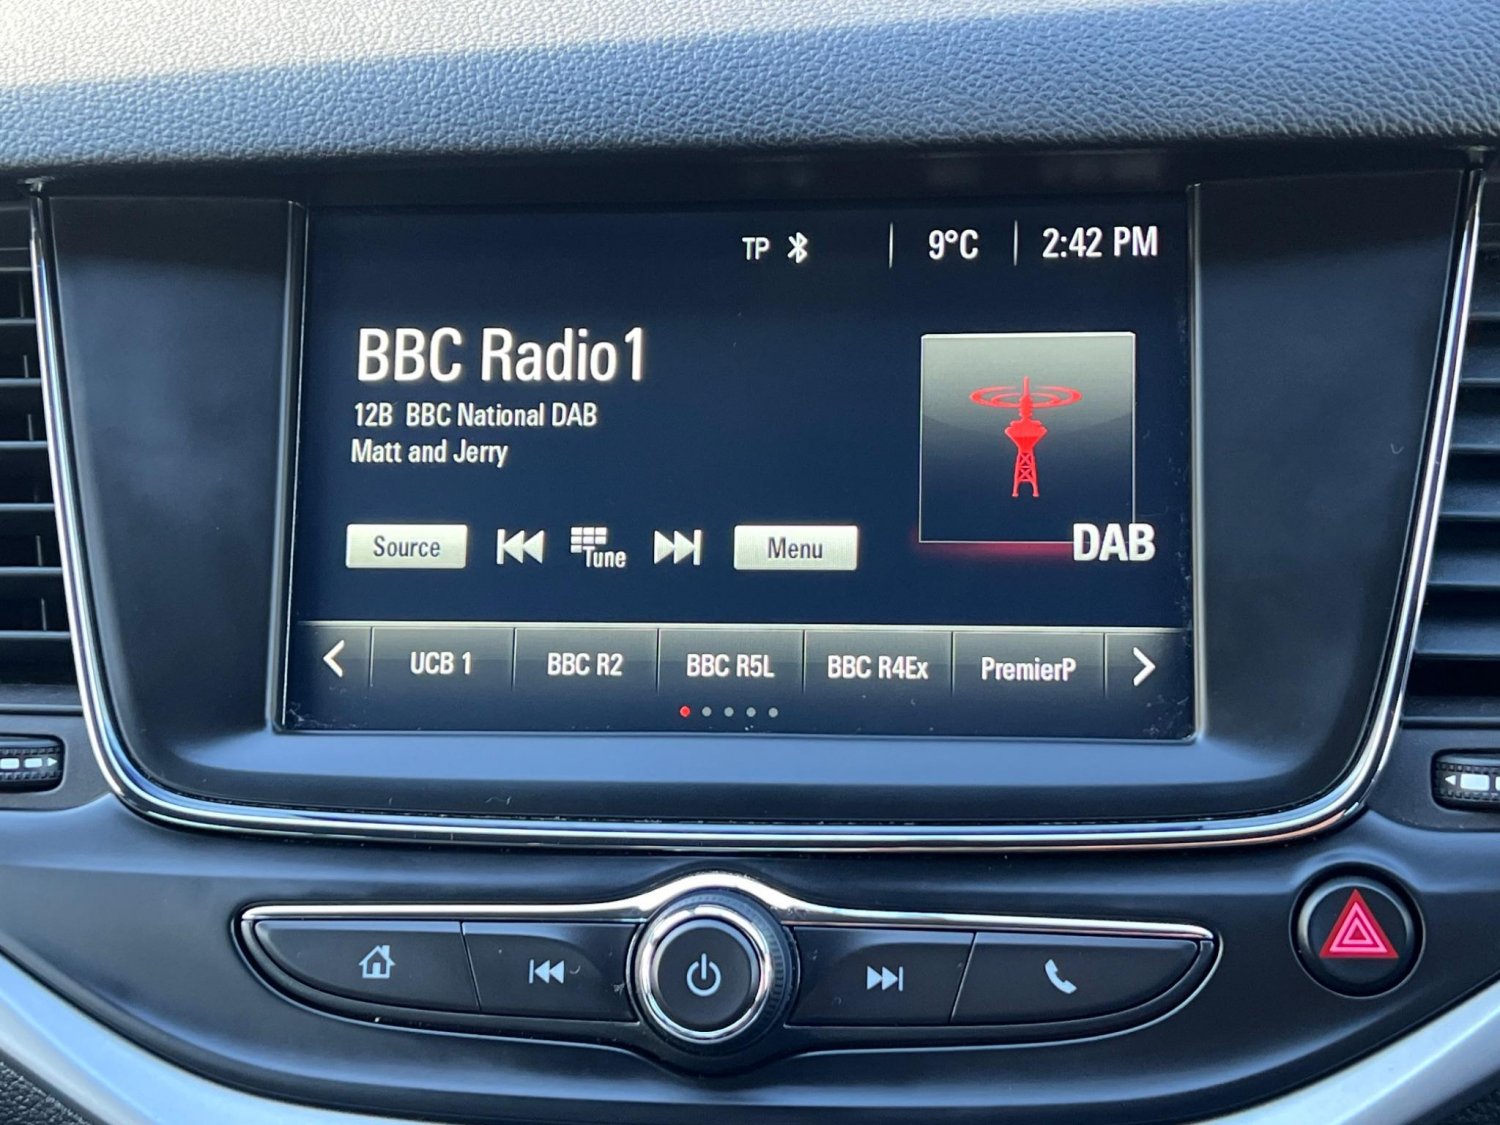 TP 9°C 2:42 PM
BBC Radio1
12B BBC National DAB
Matt and Jerry
DAB
Source Tune Menu
UCB 1 BBC R2 BBC R5L BBC R4Ex PremierP